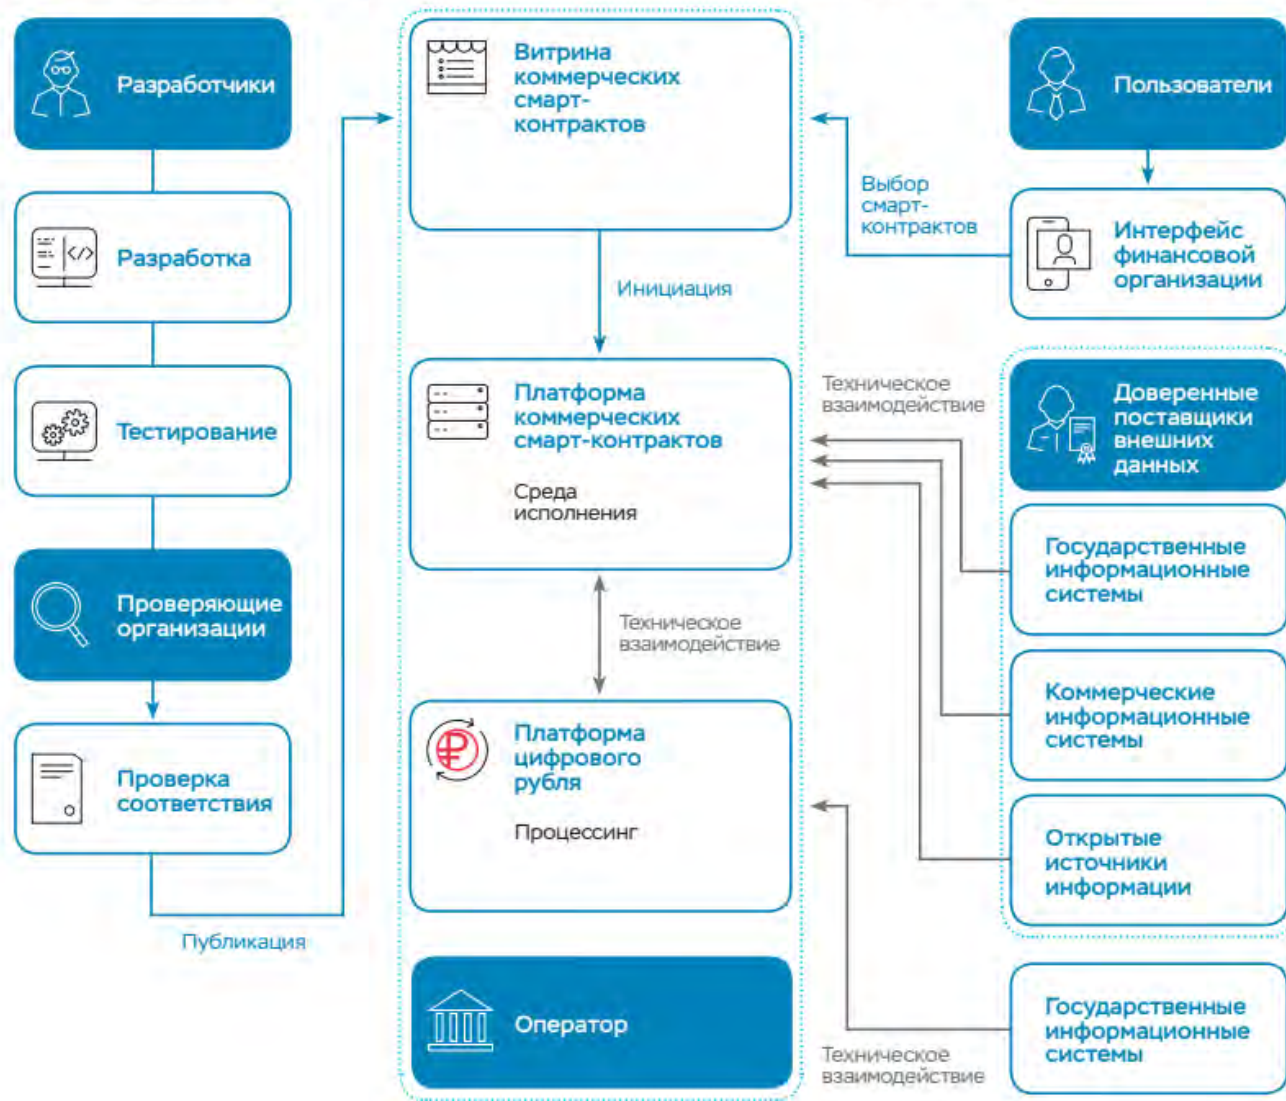 Разработчики
Разработка
Тестирование
Проверяющие
организации
Проверка
соответствия
Публикация
Витрина
коммерческих
смарт-
контрактов
Инициация
Платформа
коммерческих
смарт-контрактов
Среда
исполнения
Техническое
взаимодействие
Платформа
цифрового
рубля
Процессинг
Оператор
Пользователи
Выбор
смарт-
контрактов
Интерфейс
финансовой
организации
Техническое
взаимодействие
Доверенные
поставщики
внешних
данных
Государственные
информационные
системы
Коммерческие
информационные
системы
Открытые
источники
информации
Государственные
информационные
системы
Техническое
взаимодействие